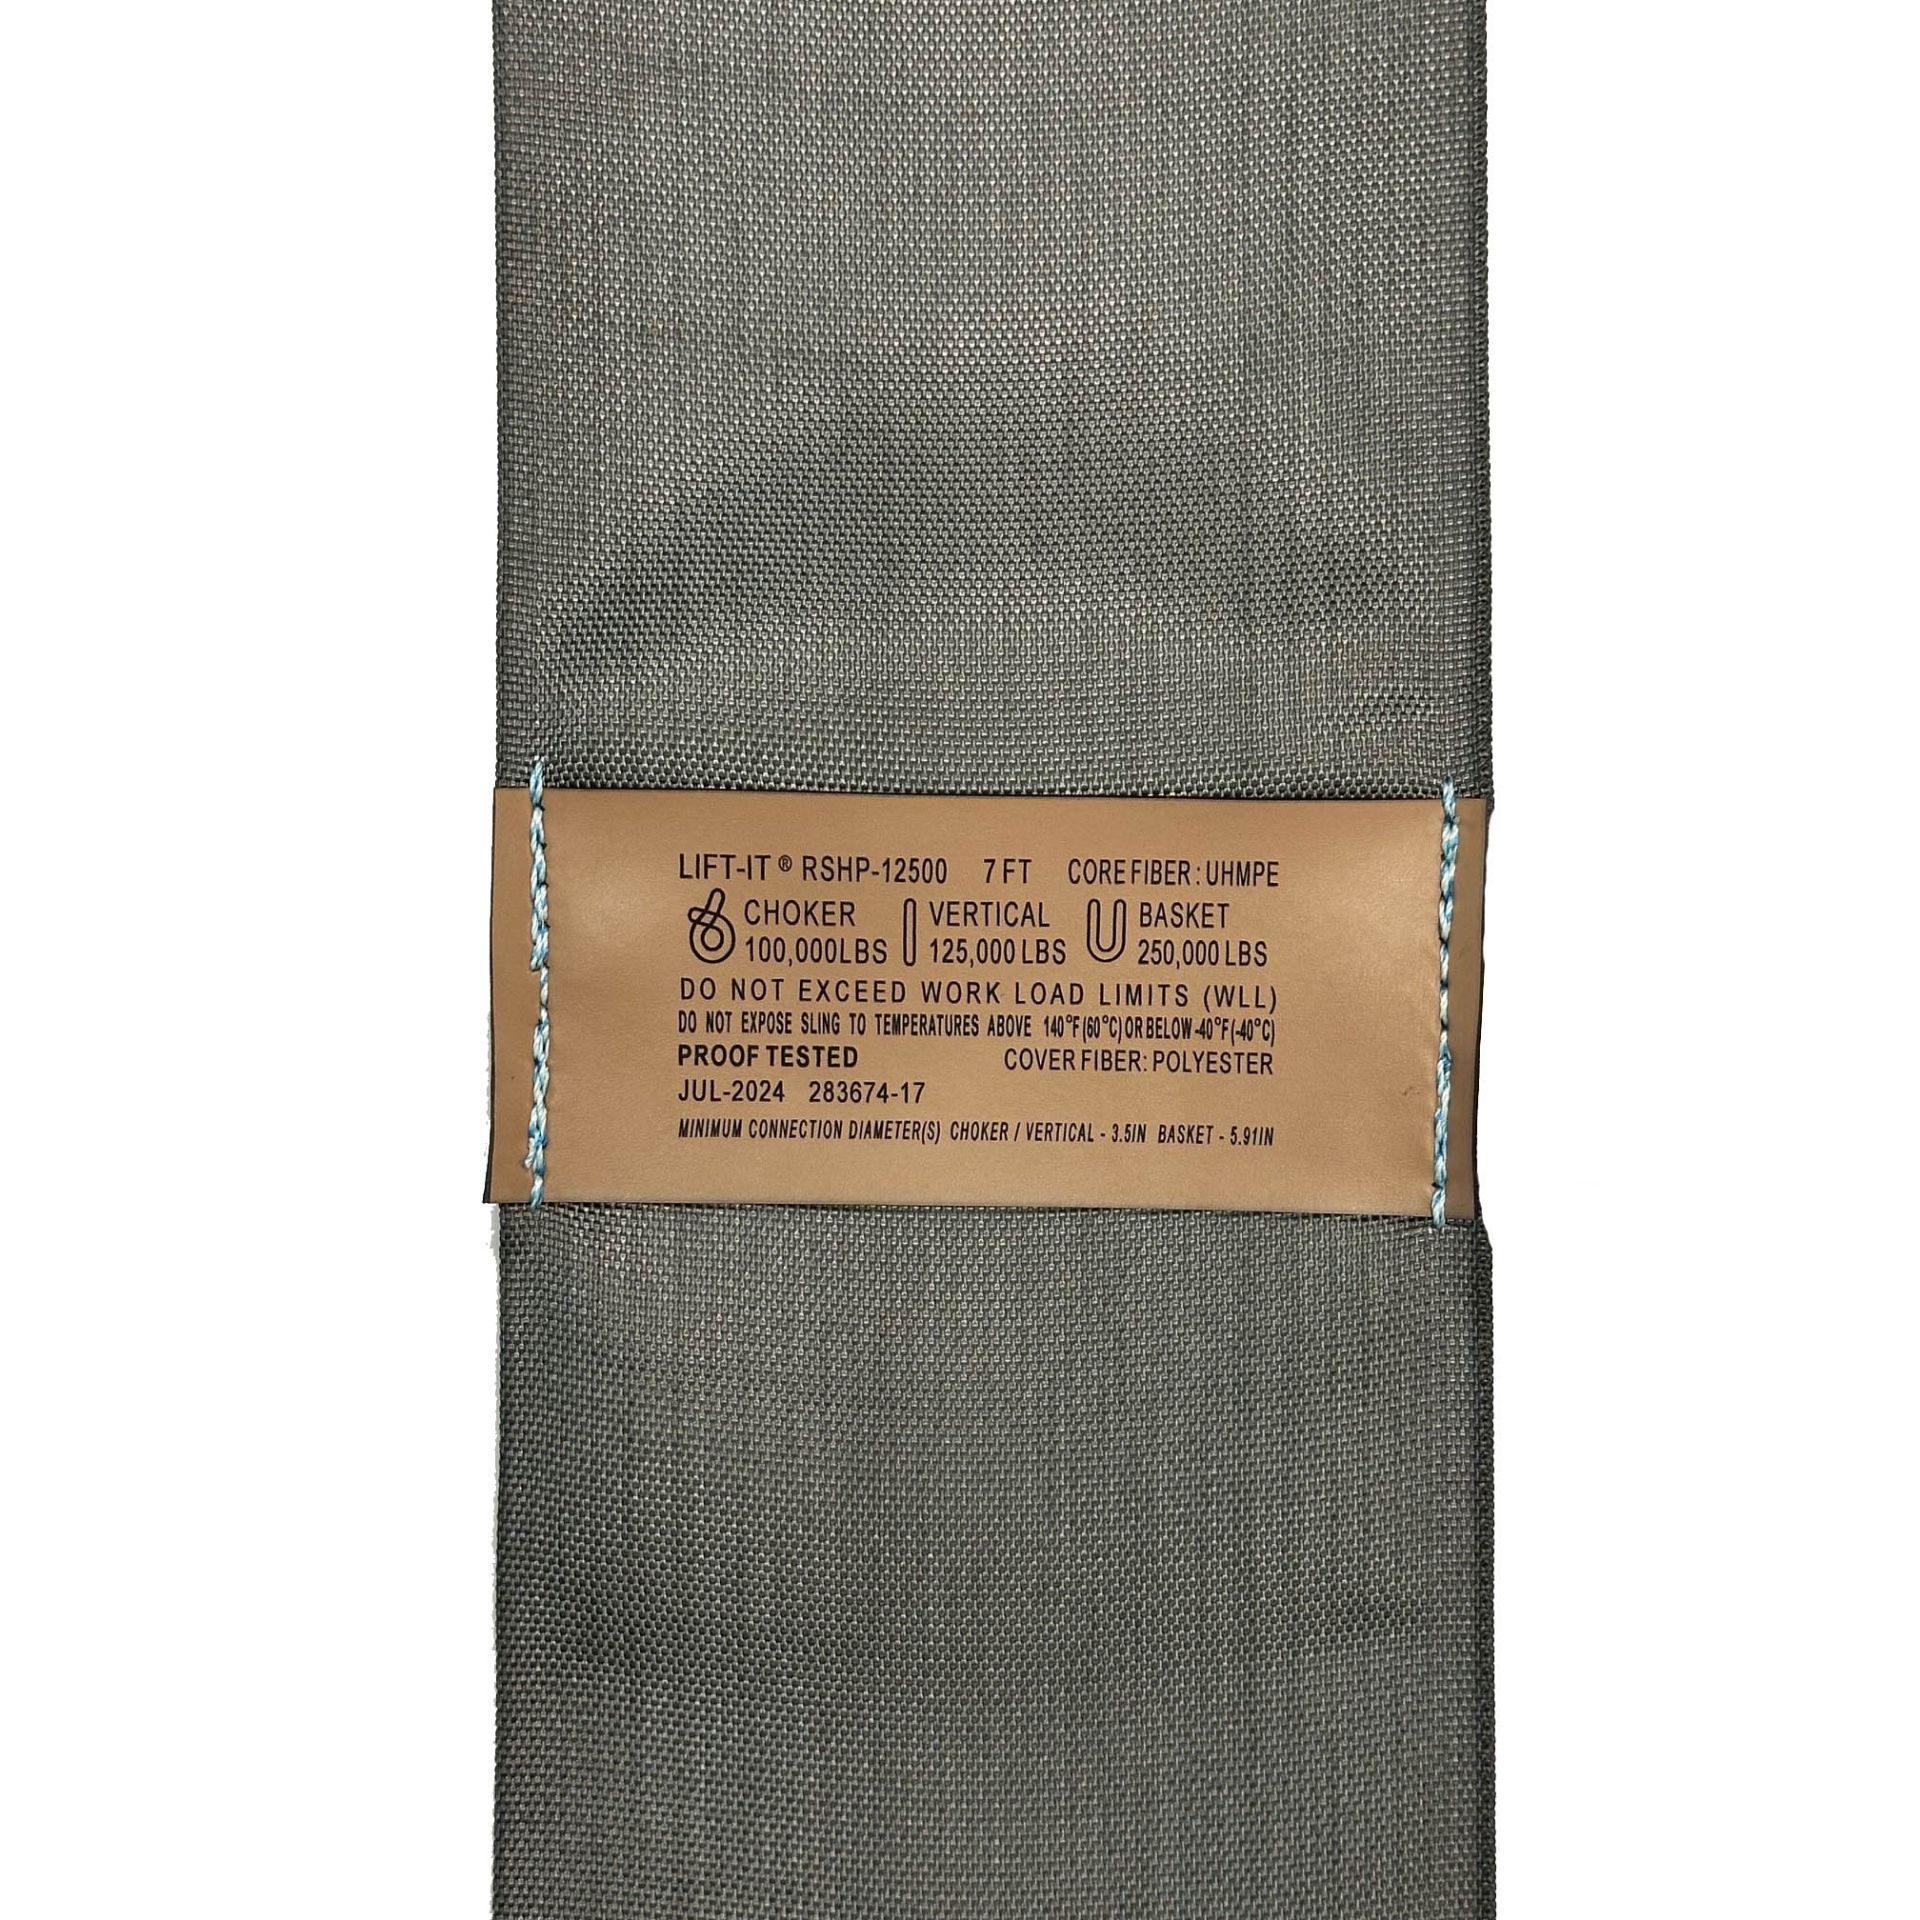 LIFT-IT ® RSHP-12500 7 FT CORE FIBER: UHMPE
CHOKER VERTICAL BASKET
100,000LBS 125,000 LBS 250,000 LBS
DO NOT EXCEED WORK LOAD LIMITS (WLL)
DO NOT EXPOSE SLING TO TEMPERATURES ABOVE 140°F(60°C) OR BELOW -40°F(-40°C)
PROOF TESTED COVER FIBER: POLYESTER
JUL-2024 283674-17
MINIMUM CONNECTION DIAMETER(S) CHOKER / VERTICAL - 3.5IN BASKET - 5.91IN